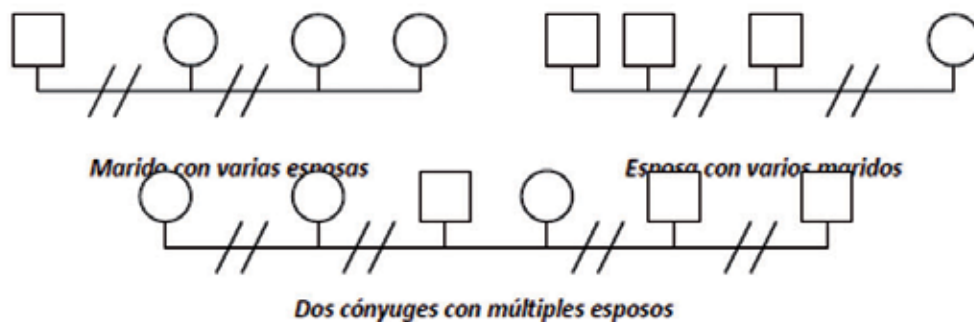 Marido con varias esposas
Esposa con varios maridos
Dos cónyuges con múltiples esposos